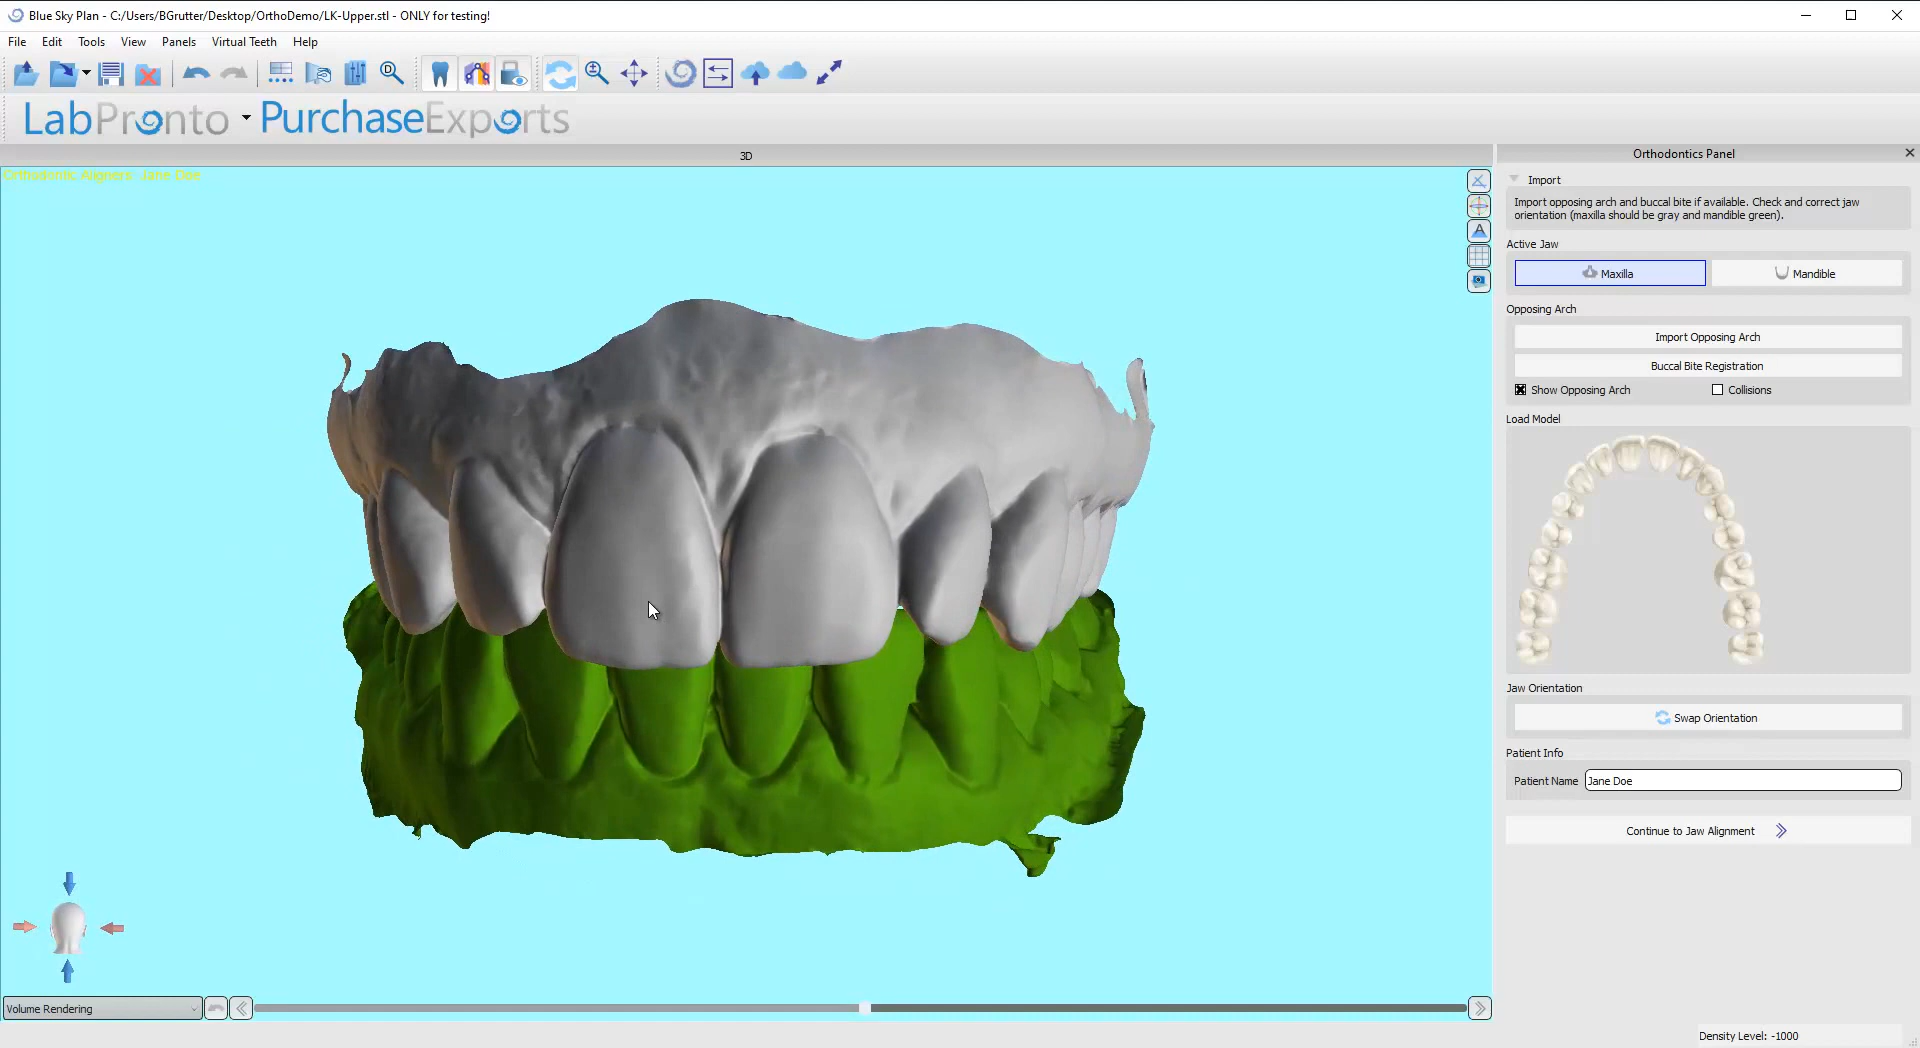 Blue Sky Plan - C:/Users/BGrutter/Desktop/OrthoDemo/LK-Upper.stl - ONLY for testing!
File Edit Tools View Panels Virtual Teeth Help
D
LabPronto PurchaseExports
3D
Orthodontics Panel
Orthodontic Aligners: Jane Doe
A
Import
Import opposing arch and buccal bite if available. Check and correct jaw
orientation (maxilla should be gray and mandible green).
Active Jaw
Maxilla Mandible
Opposing Arch
Import Opposing Arch
Buccal Bite Registration
Show Opposing Arch Collisions
Load Model
Jaw Orientation
Swap Orientation
Patient Info
Patient Name Jane Doe
Continue to Jaw Alignment
Volume Rendering
Density Level: -1000